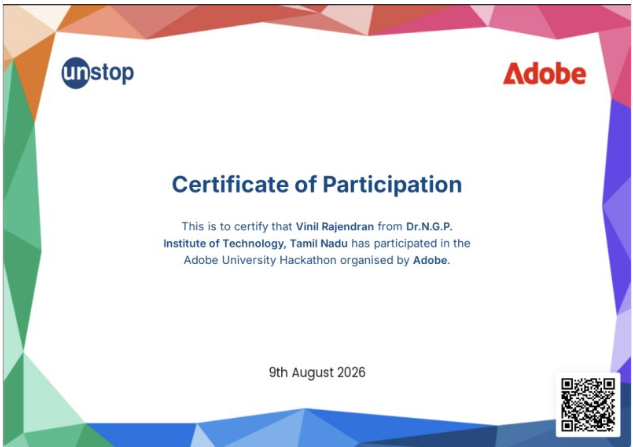 unstop
Adobe
Certificate of Participation
This is to certify that Vinil Rajendran from Dr.N.G.P.
Institute of Technology, Tamil Nadu has participated in the
Adobe University Hackathon organised by Adobe.
9th August 2026